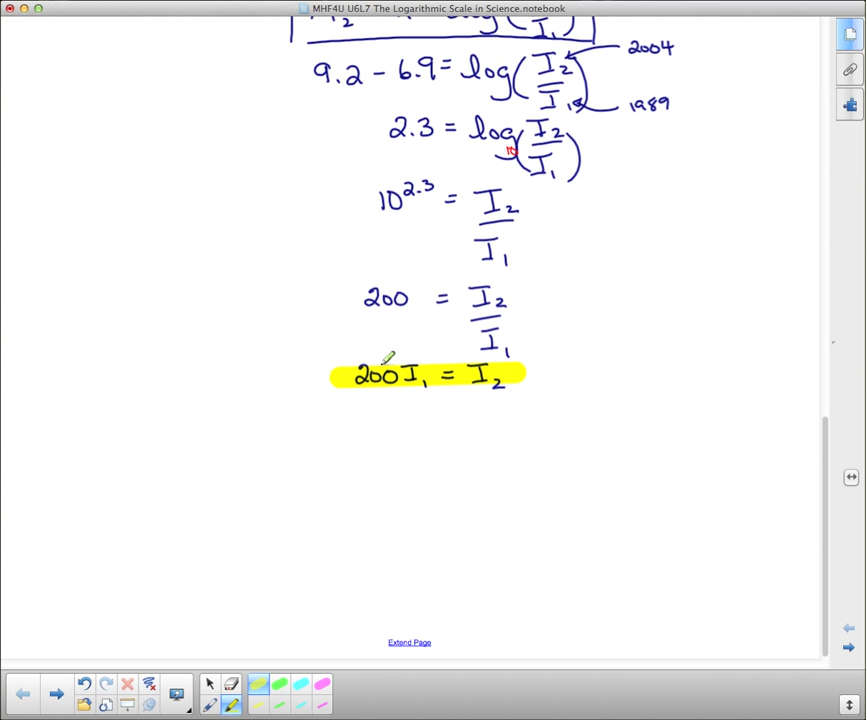 MHF4U U6L7 The Logarithmic Scale in Science.notebook
9.2 - 6.9 = log(I₂/I₁)
2004
1989
2.3 = log₁₀(I₂/I₁)
10^2.3 = I₂/I₁
200 = I₂/I₁
200I₁ = I₂
Extend Page